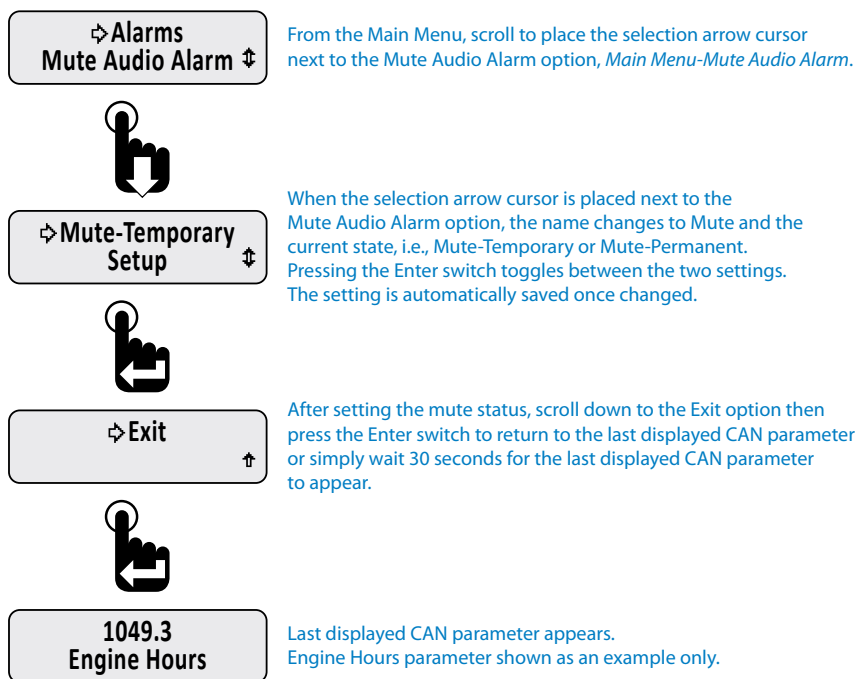 Alarms
Mute Audio Alarm
From the Main Menu, scroll to place the selection arrow cursor
next to the Mute Audio Alarm option, Main Menu-Mute Audio Alarm.
Mute-Temporary
Setup
When the selection arrow cursor is placed next to the
Mute Audio Alarm option, the name changes to Mute and the
current state, i.e., Mute-Temporary or Mute-Permanent.
Pressing the Enter switch toggles between the two settings.
The setting is automatically saved once changed.
Exit
After setting the mute status, scroll down to the Exit option then
press the Enter switch to return to the last displayed CAN parameter
or simply wait 30 seconds for the last displayed CAN parameter
to appear.
1049.3
Engine Hours
Last displayed CAN parameter appears.
Engine Hours parameter shown as an example only.